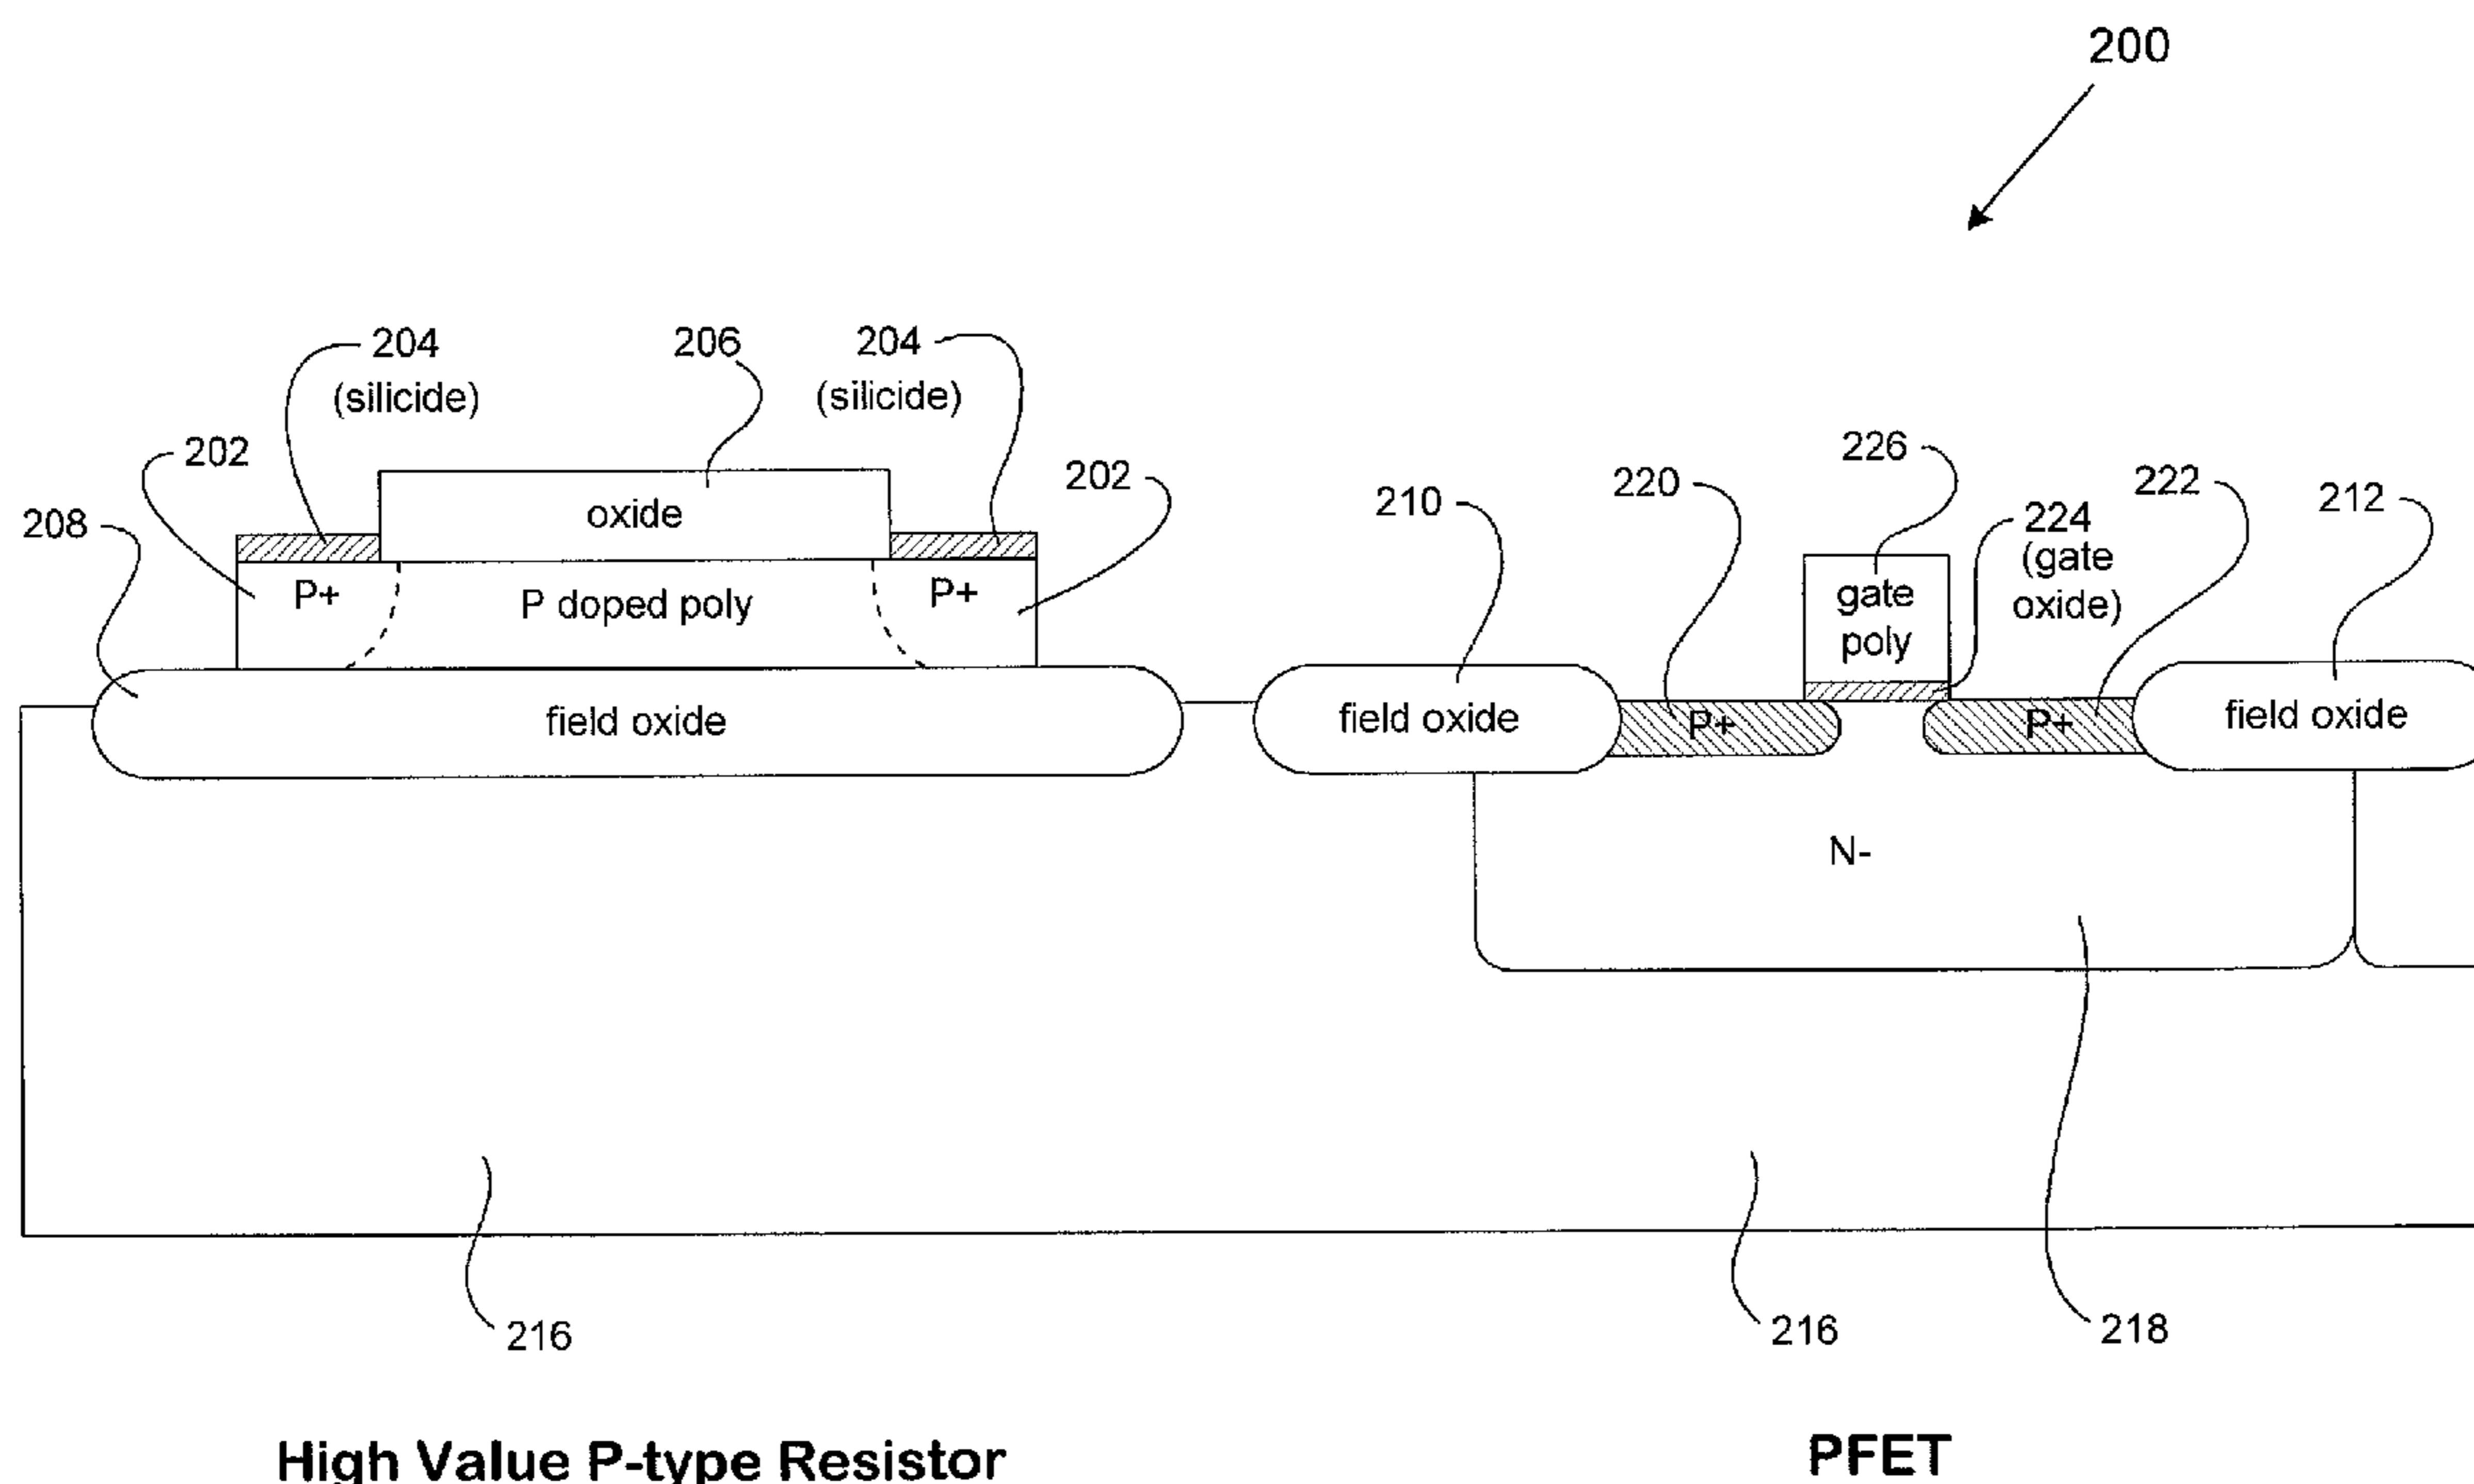 200
204
(silicide)
206
204
(silicide)
202
202
208
oxide
P+
P doped poly
P+
field oxide
210
220
226
224
(gate
oxide)
222
212
gate
poly
field oxide
P+
P+
field oxide
N-
216
216
218
High Value P-type Resistor
PFET